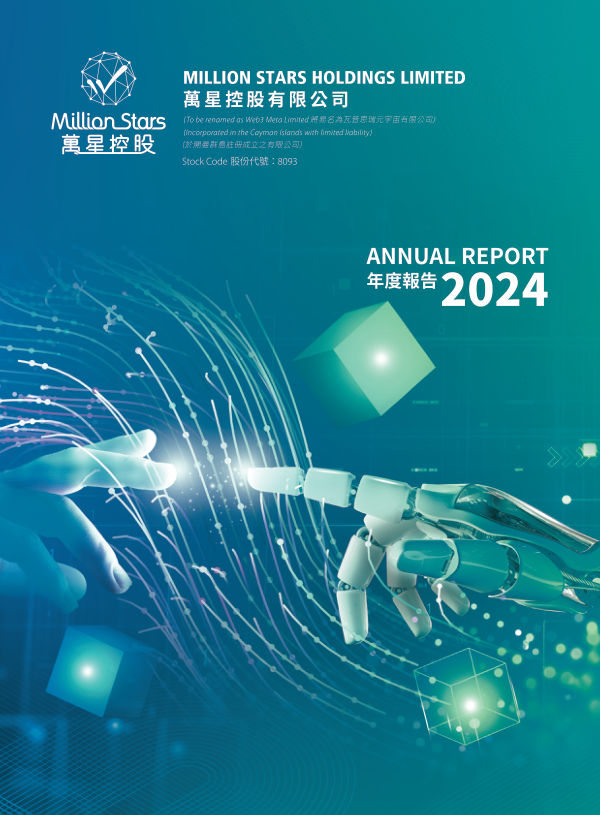 Million Stars
萬星控股
MILLION STARS HOLDINGS LIMITED
萬星控股有限公司
(To be renamed as Web3 Meta Limited 將易名為瓦普思瑞元宇宙有限公司)
(Incorporated in the Cayman Islands with limited liability)
(於開曼群島註冊成立之有限公司)
Stock Code 股份代號：8093
ANNUAL REPORT
年度報告 2024